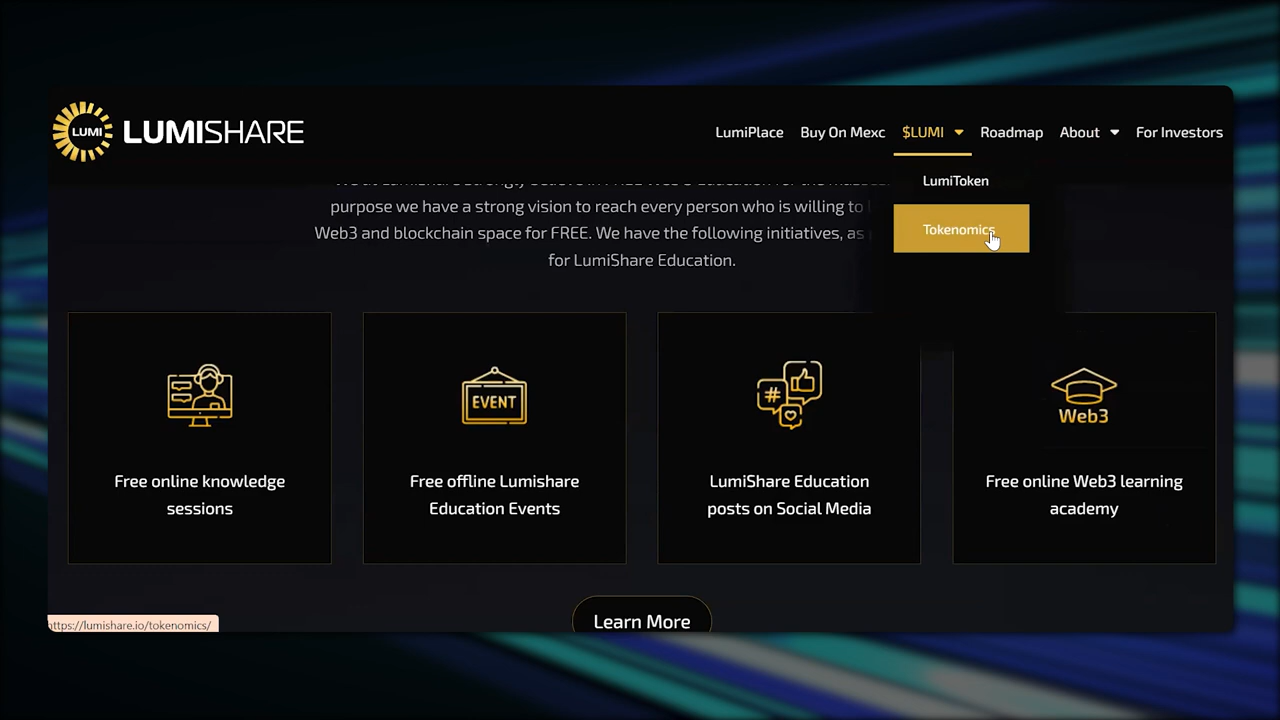 LUMI
LUMISHARE
LumiPlace
Buy On Mexc
$LUMI
Roadmap
About
For Investors
LumiToken
Tokenomics
purpose we have a strong vision to reach every person who is willing to
Web3 and blockchain space for FREE. We have the following initiatives, as
for LumiShare Education.
EVENT
#
Web3
Free online knowledge
sessions
Free offline Lumishare
Education Events
LumiShare Education
posts on Social Media
Free online Web3 learning
academy
Learn More
https://lumishare.io/tokenomics/